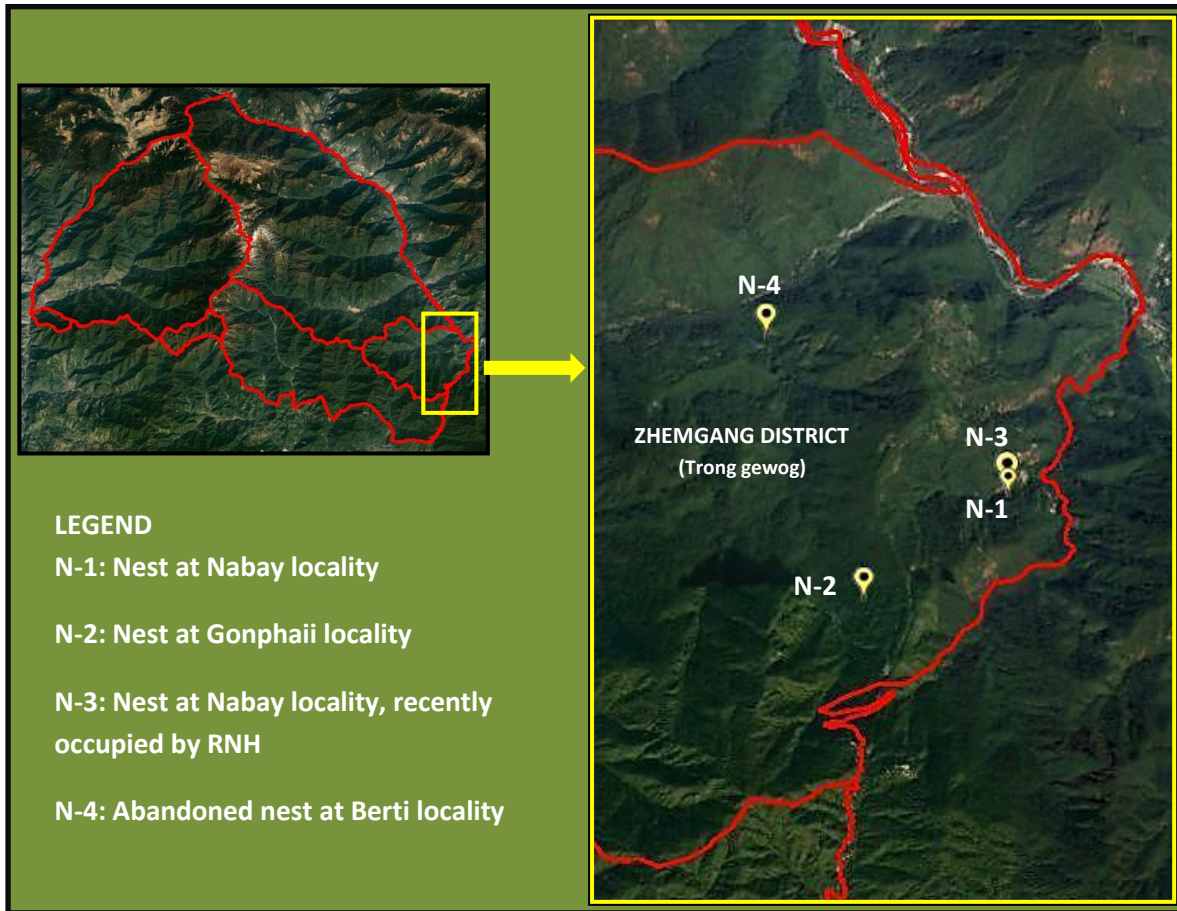 N-4
ZHEMGANG DISTRICT
(Trong gewog)
N-3
N-1
N-2
LEGEND
N-1: Nest at Nabay locality
N-2: Nest at Gonphaii locality
N-3: Nest at Nabay locality, recently
occupied by RNH
N-4: Abandoned nest at Berti locality